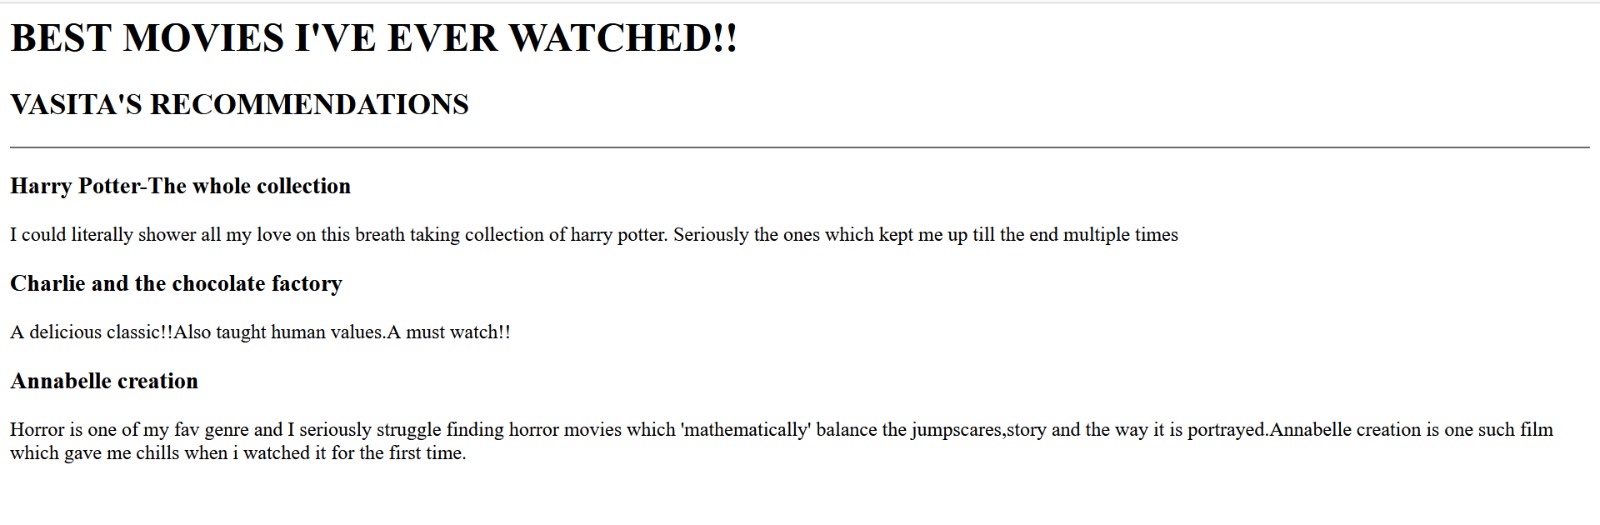 BEST MOVIES I'VE EVER WATCHED!!
VASITA'S RECOMMENDATIONS
Harry Potter-The whole collection
I could literally shower all my love on this breath taking collection of harry potter. Seriously the ones which kept me up till the end multiple times
Charlie and the chocolate factory
A delicious classic!!Also taught human values.A must watch!!
Annabelle creation
Horror is one of my fav genre and I seriously struggle finding horror movies which 'mathematically' balance the jumpscares,story and the way it is portrayed.Annabelle creation is one such film
which gave me chills when i watched it for the first time.